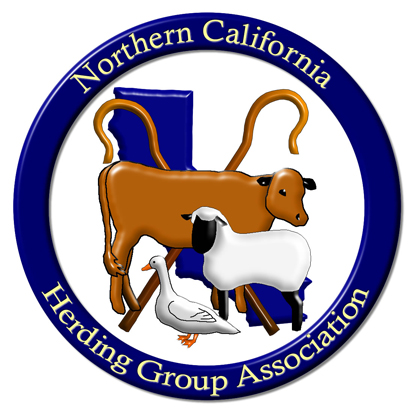 Northern California
Herding Group Association